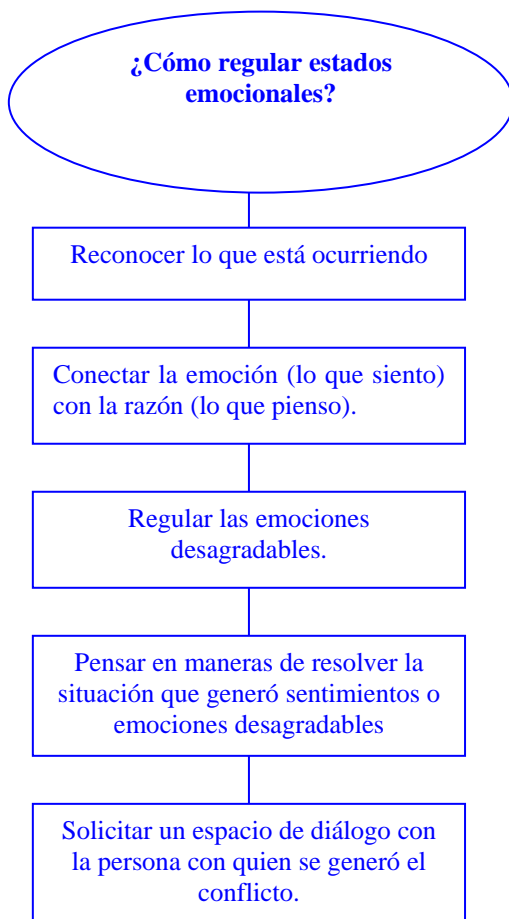 ¿Cómo regular estados
emocionales?
Reconocer lo que está ocurriendo
Conectar la emoción (lo que siento)
con la razón (lo que pienso).
Regular las emociones
desagradables.
Pensar en maneras de resolver la
situación que generó sentimientos o
emociones desagradables
Solicitar un espacio de diálogo con
la persona con quien se generó el
conflicto.